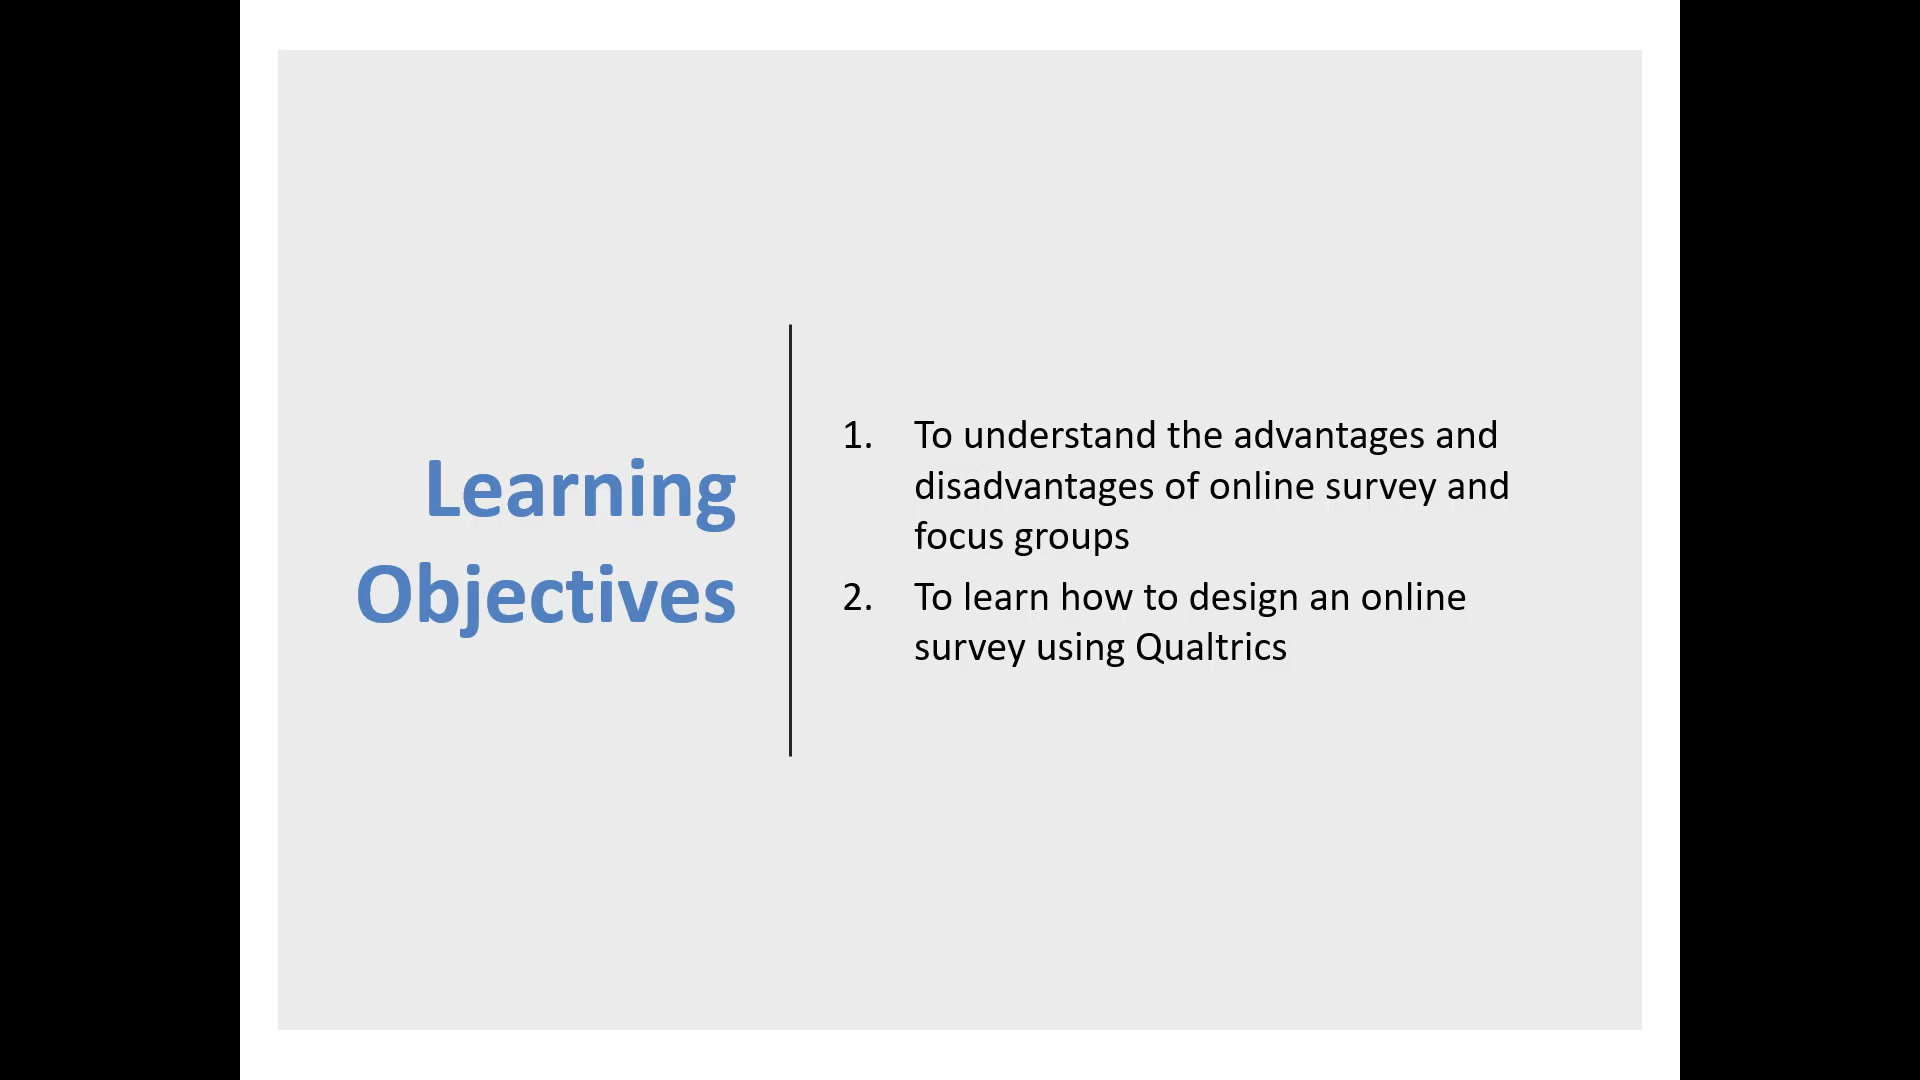 Learning
Objectives
1. To understand the advantages and
disadvantages of online survey and
focus groups
2. To learn how to design an online
survey using Qualtrics